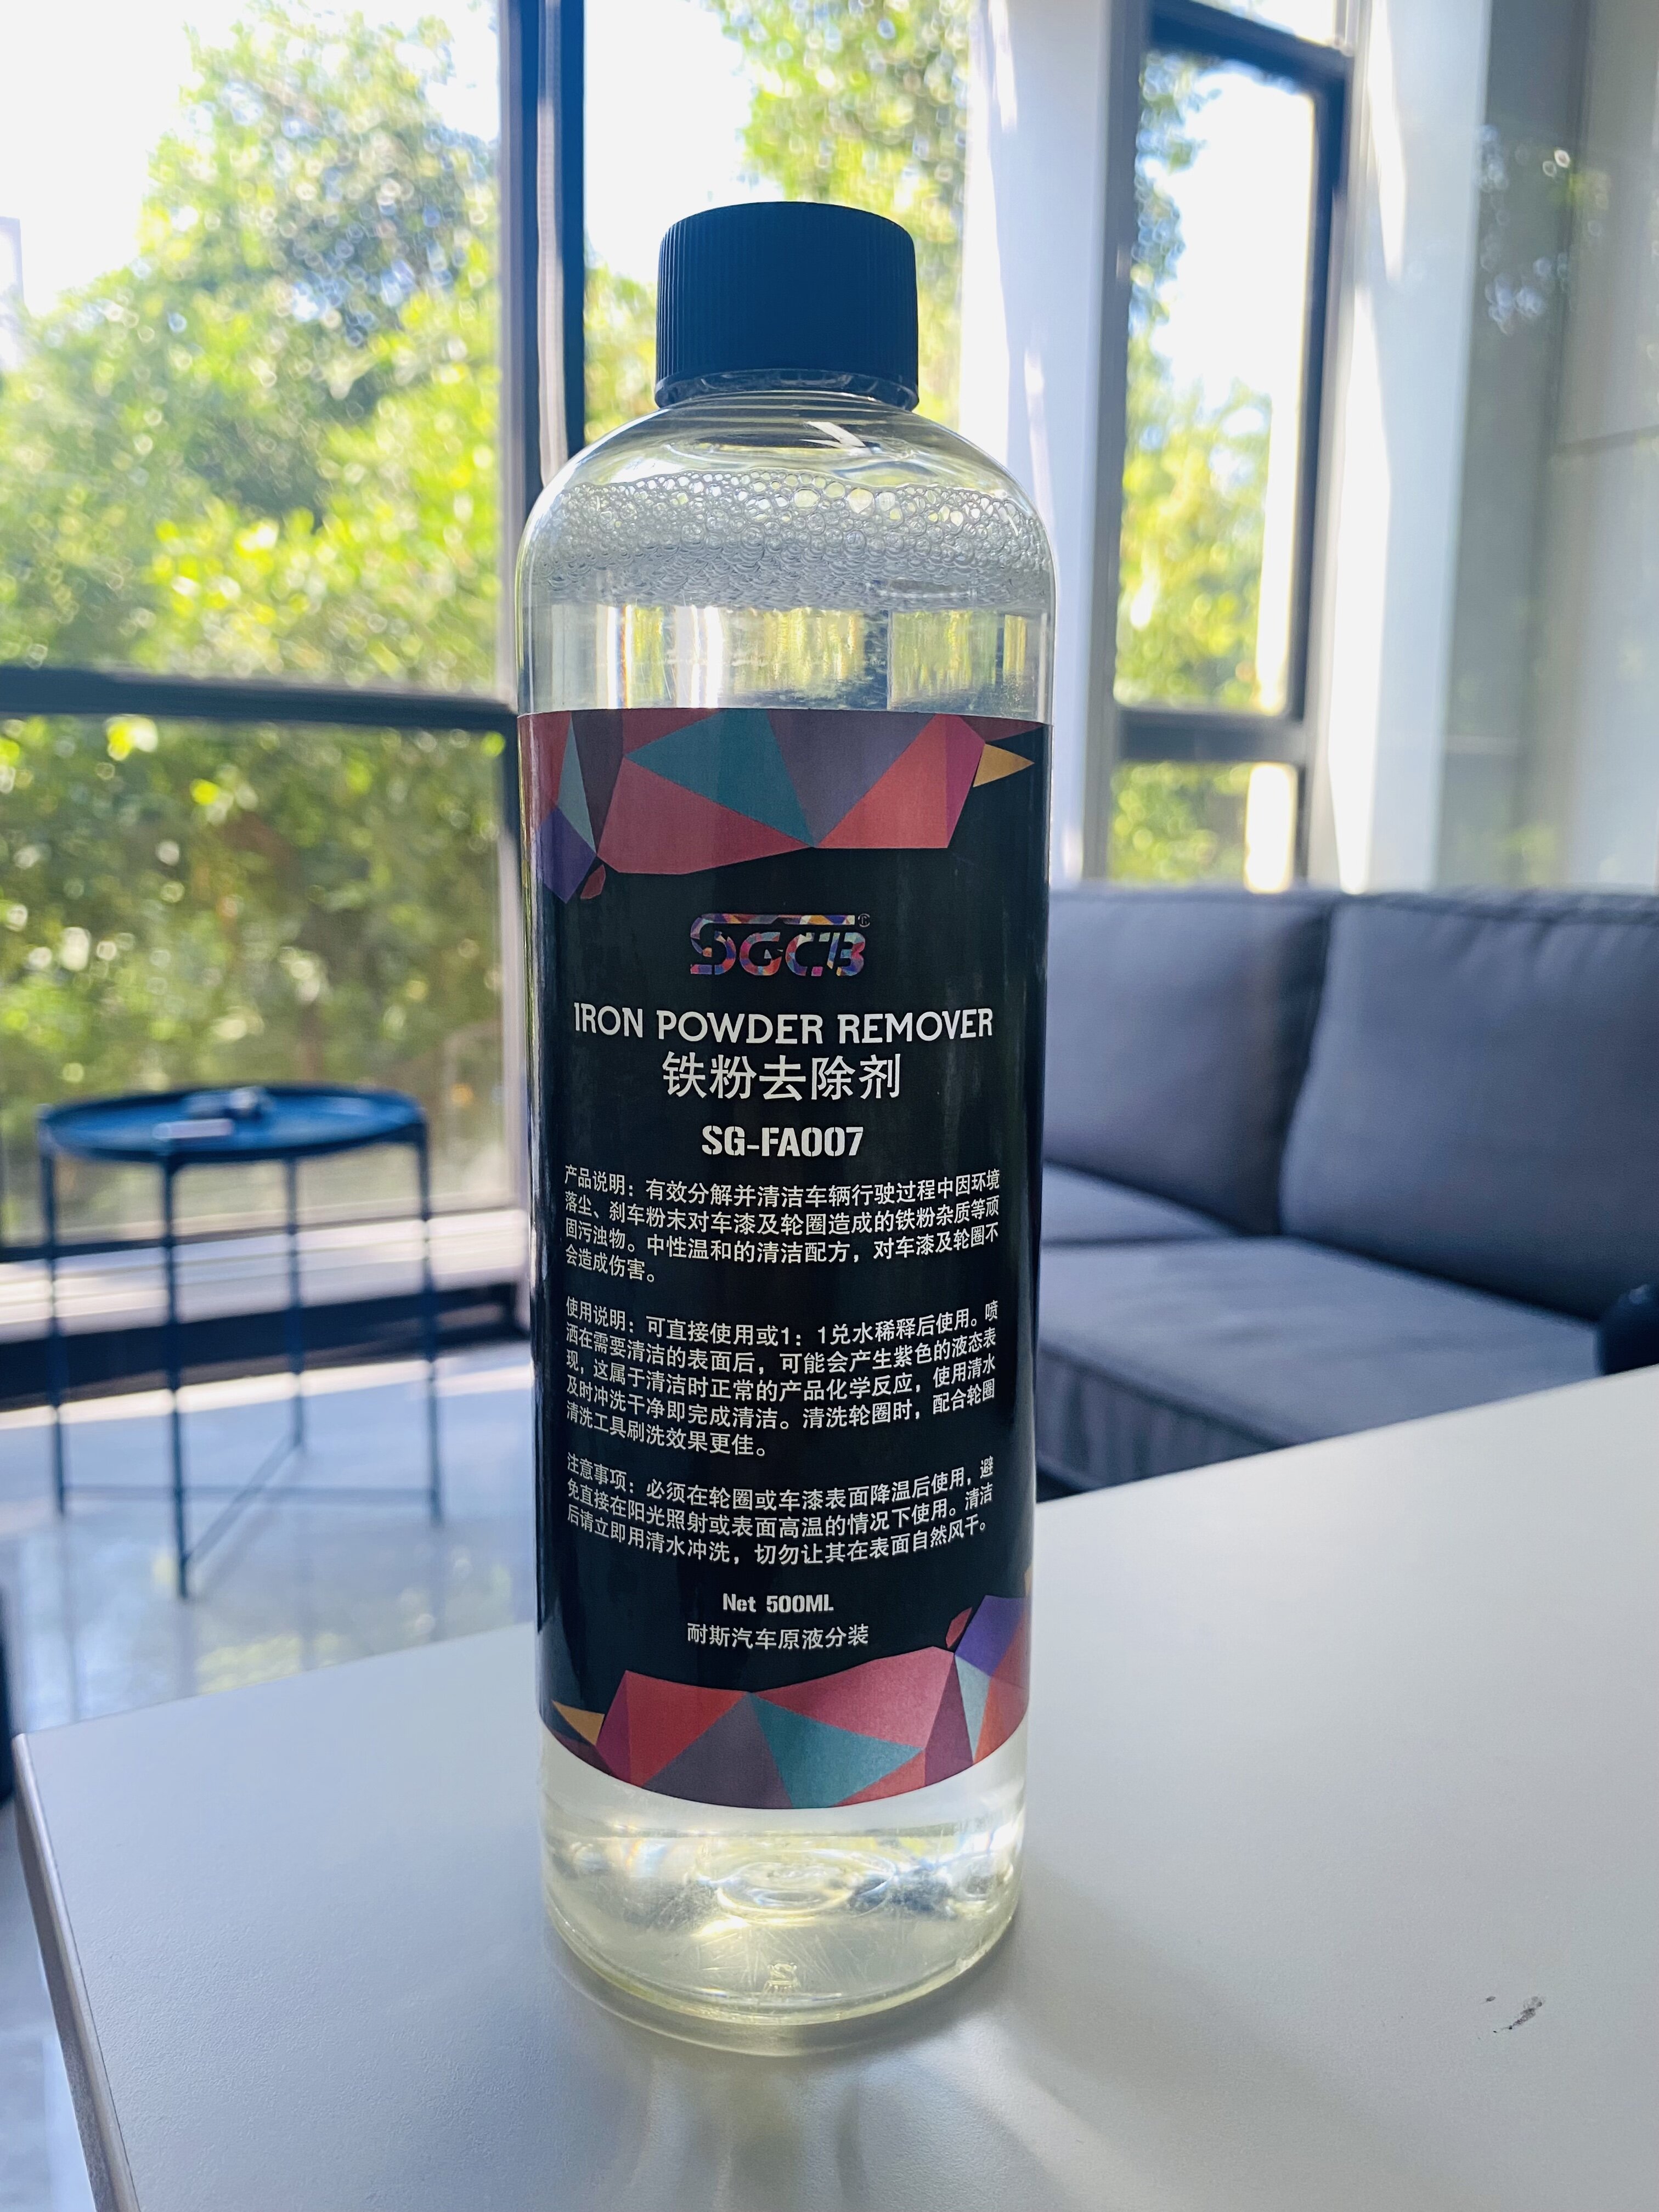 SGCB®
IRON POWDER REMOVER
铁粉去除剂
SG-FA007
产品说明：有效分解并清洁车辆行驶过程中因环境
落尘、刹车粉末对车漆及轮圈造成的铁粉杂质等顽
固污浊物。中性温和的清洁配方，对车漆及轮圈不
会造成伤害。
使用说明：可直接使用或1：1兑水稀释后使用。喷
洒在需要清洁的表面后，可能会产生紫色的液态表
现，这属于清洁时正常的产品化学反应，使用清水
及时冲洗干净即完成清洁。清洗轮圈时，配合轮圈
清洗工具刷洗效果更佳。
注意事项：必须在轮圈或车漆表面降温后使用，避
免直接在阳光照射或表面高温的情况下使用。清洁
后请立即用清水冲洗，切勿让其在表面自然风干。
Net 500ML
耐斯汽车原液分装